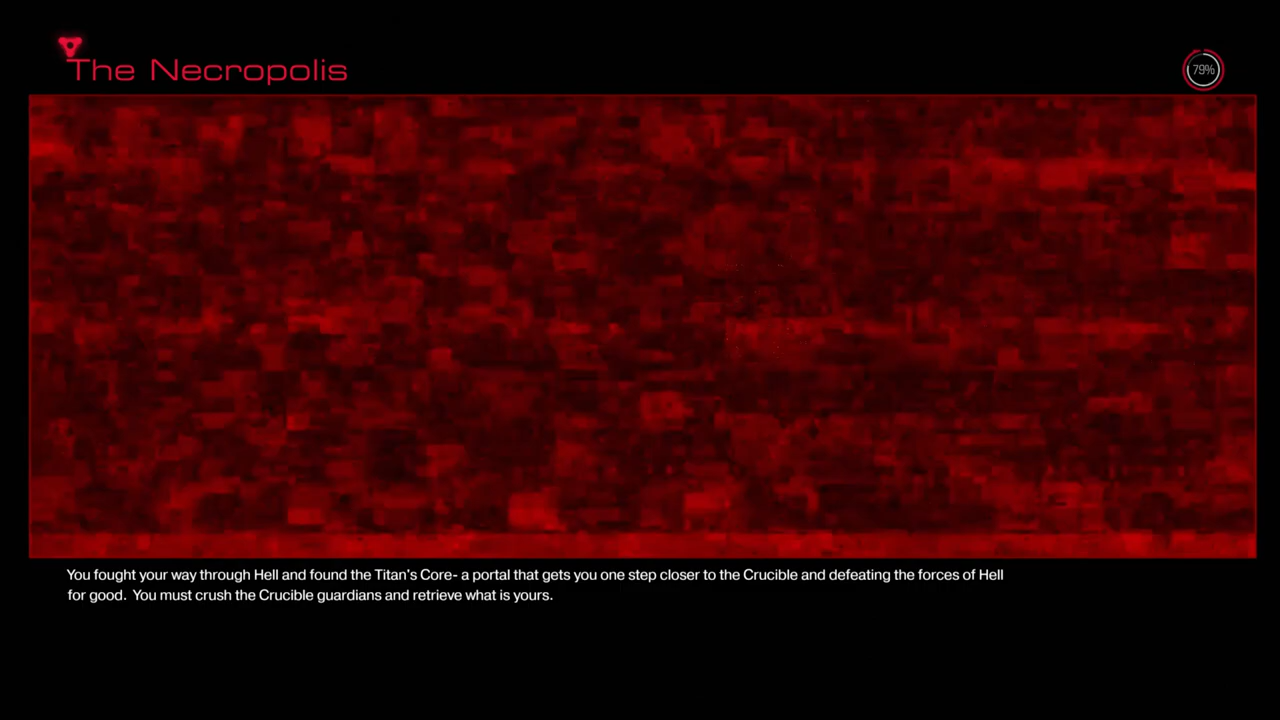 The Necropolis
79%
You fought your way through Hell and found the Titan's Core- a portal that gets you one step closer to the Crucible and defeating the forces of Hell
for good.  You must crush the Crucible guardians and retrieve what is yours.